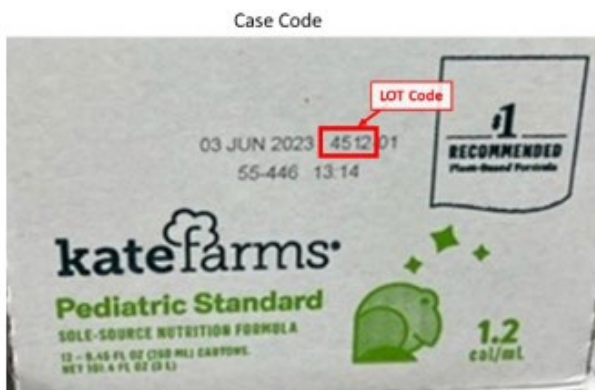 Case Code
LOT Code
03 JUN 2023 4512 01
55-446 13:14
#1
RECOMMENDED
Plant-Based Formula
katefarms
Pediatric Standard
SOLE-SOURCE NUTRITION FORMULA
12 - 8.45 FL OZ (250 ML) CARTONS.
NET 101.4 FL OZ (3 L)
1.2
cal/mL